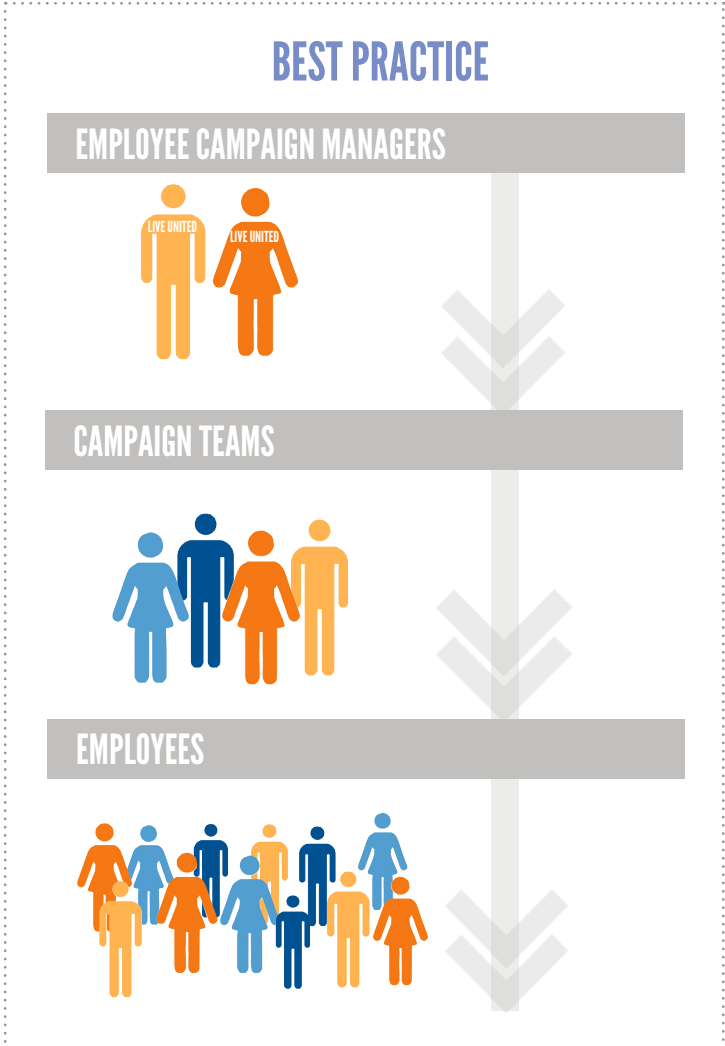 BEST PRACTICE
EMPLOYEE CAMPAIGN MANAGERS
LIVE UNITED
LIVE UNITED
CAMPAIGN TEAMS
EMPLOYEES